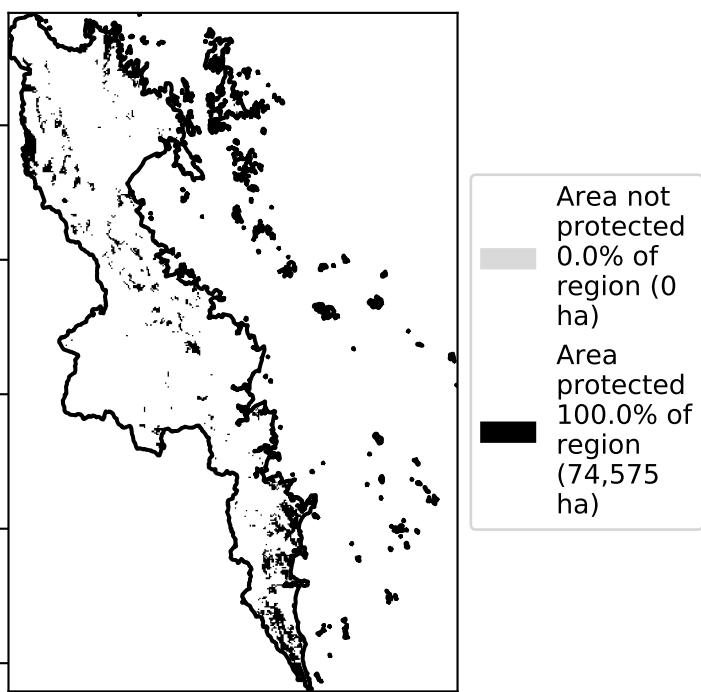 Area not
protected
0.0% of
region (0
ha)
Area
protected
100.0% of
region
(74,575
ha)